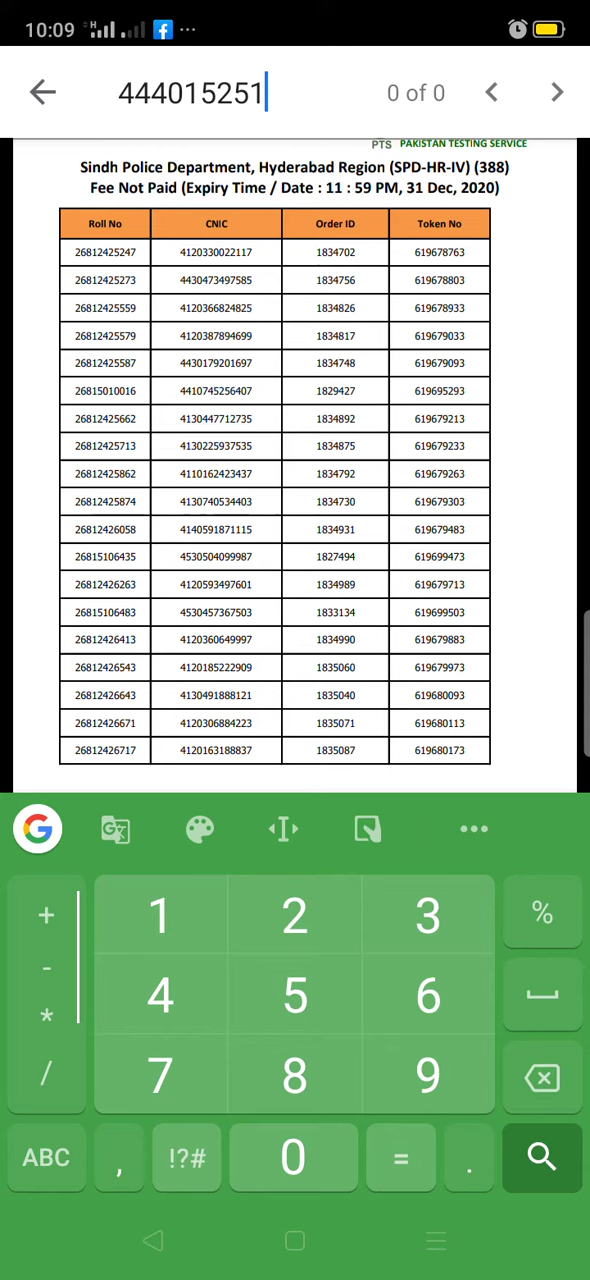 10:09
444015251
0 of 0
PTS PAKISTAN TESTING SERVICE
Sindh Police Department, Hyderabad Region (SPD-HR-IV) (388)
Fee Not Paid (Expiry Time / Date : 11 : 59 PM, 31 Dec, 2020)
Roll No CNIC Order ID Token No
26812425247 4120330022117 1834702 619678763
26812425273 4430473497585 1834756 619678803
26812425559 4120366824825 1834826 619678933
26812425579 4120387894699 1834817 619679033
26812425587 4430179201697 1834748 619679093
26815010016 4410745256407 1829427 619695293
26812425662 4130447712735 1834892 619679213
26812425713 4130225937535 1834875 619679233
26812425862 4110162423437 1834792 619679263
26812425874 4130740534403 1834730 619679303
26812426058 4140591871115 1834931 619679483
26815106435 4530504099987 1827494 619699473
26812426263 4120593497601 1834989 619679713
26815106483 4530457367503 1833134 619699503
26812426413 4120360649997 1834990 619679883
26812426543 4120185222909 1835060 619679973
26812426643 4130491888121 1835040 619680093
26812426671 4120306884223 1835071 619680113
26812426717 4120163188837 1835087 619680173
+ 1 2 3 %
- 4 5 6
*
/ 7 8 9
ABC , !?# 0 = .